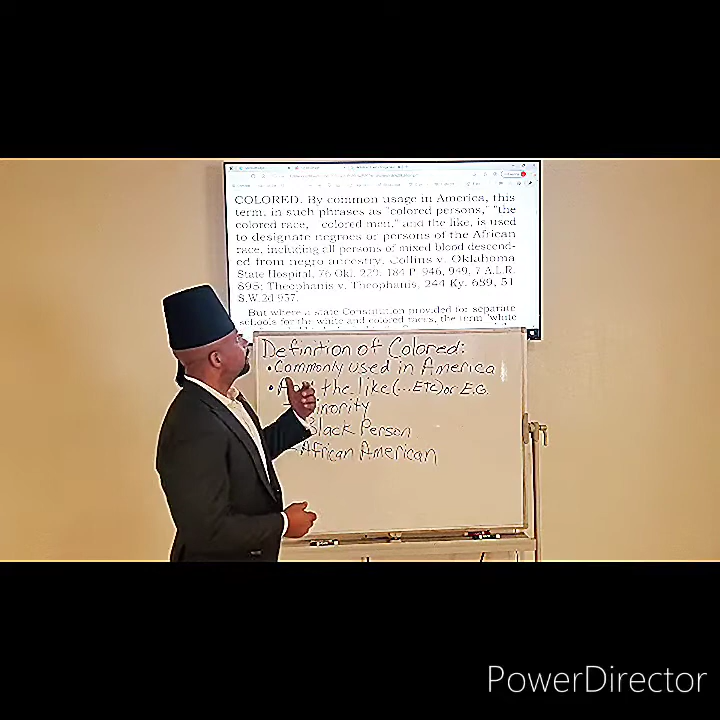 COLORED. By common usage in America, this
term, in such phrases as "colored persons," "the
colored race, colored men," and the like, is used
to designate negroes or persons of the African
race, including all persons of mixed blood descend-
ed from negro ancestry. Collins v. Oklahoma
State Hospital, 76 Okl. 229, 184 P. 946, 949, 7 A.L.R.
895; Theophanis v. Theophanis, 244 Ky. 689, 51
S.W.2d 957.
But where a state Constitution provided for separate
schools for the white and colored races, the term "white
Definition of Colored:
• Commonly used in America
• the like (...ETC) or E.G.
Black Person
African American
PowerDirector